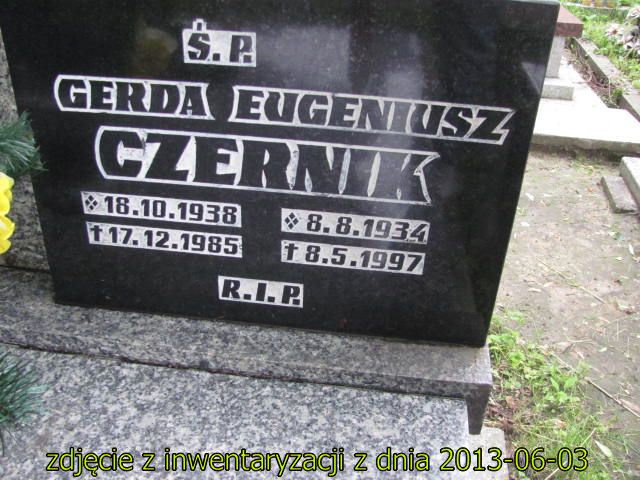 Ś.P.
GERDA EUGENIUSZ
CZERNIK
18.10.1938 8.8.1934
†17.12.1985 †8.5.1997
R.I.P.
zdjęcie z inwentaryzacji z dnia 2013-06-03